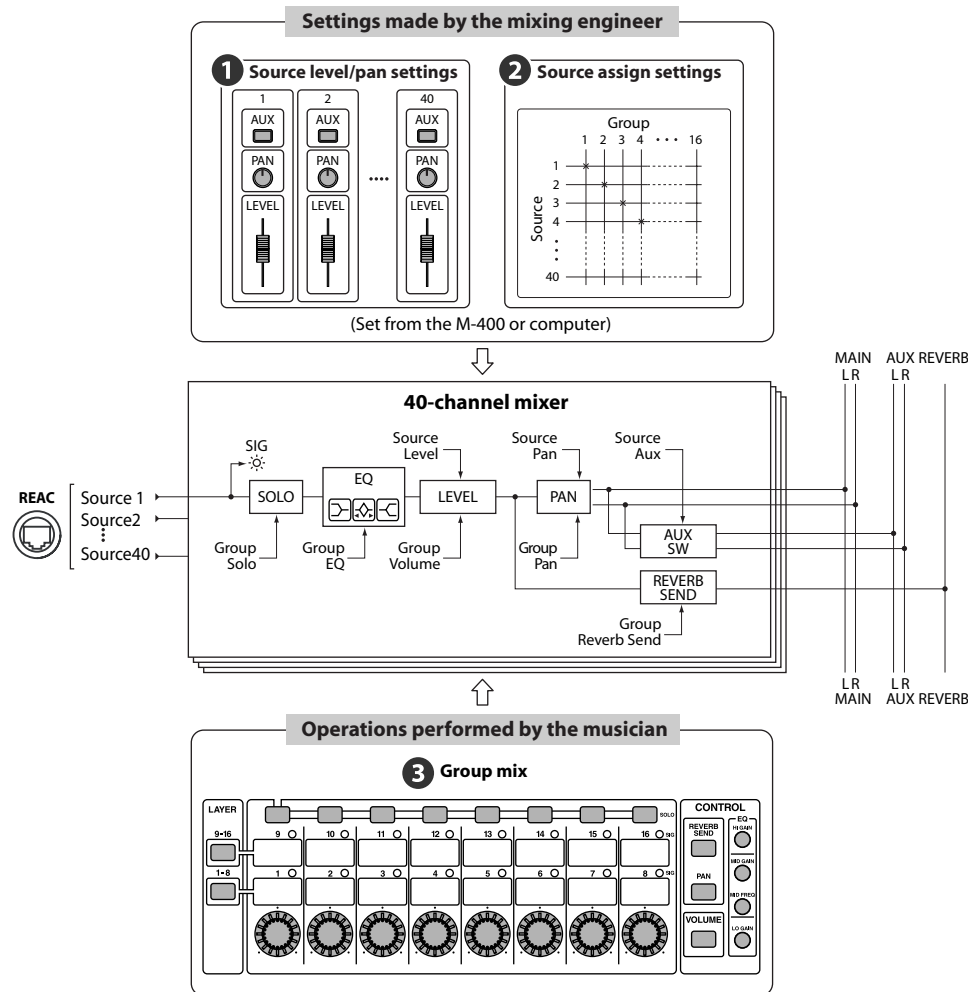 Settings made by the mixing engineer
1 Source level/pan settings
1 2 40
AUX AUX AUX
PAN PAN .... PAN
LEVEL LEVEL LEVEL
2 Source assign settings
Group
1 2 3 4 ··· 16
Source
1
2
3
4
⋮
40
(Set from the M-400 or computer)
MAIN AUX REVERB
L R L R
40-channel mixer
REAC
Source 1
Source2
⋮
Source40
SIG
SOLO
Group
Solo
EQ
Group
EQ
Source
Level
LEVEL
Group
Volume
Source
Pan
PAN
Group
Pan
Source
Aux
AUX
SW
REVERB
SEND
Group
Reverb Send
L R L R
MAIN AUX REVERB
Operations performed by the musician
3 Group mix
LAYER
9-16
1-8
SOLO
9 10 11 12 13 14 15 16 SIG
1 2 3 4 5 6 7 8 SIG
CONTROL
REVERB
SEND
PAN
VOLUME
EQ
HI GAIN
MID GAIN
MID FREQ
LO GAIN